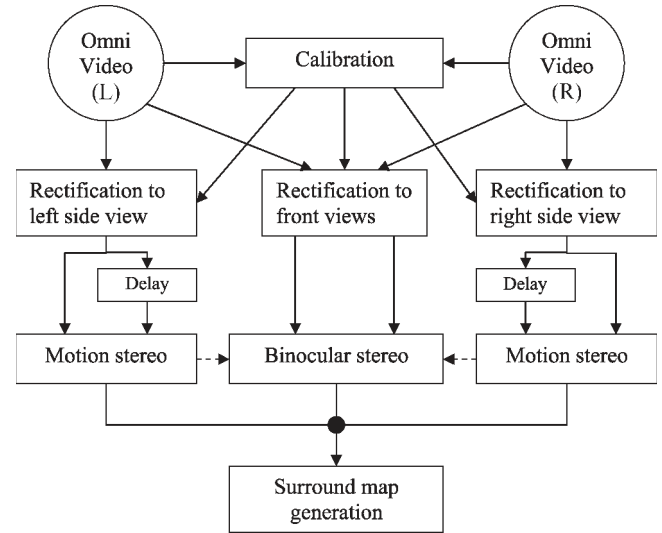 Omni
Video
(L)
Calibration
Omni
Video
(R)
Rectification to
left side view
Rectification to
front views
Rectification to
right side view
Delay
Delay
Motion stereo
Binocular stereo
Motion stereo
Surround map
generation